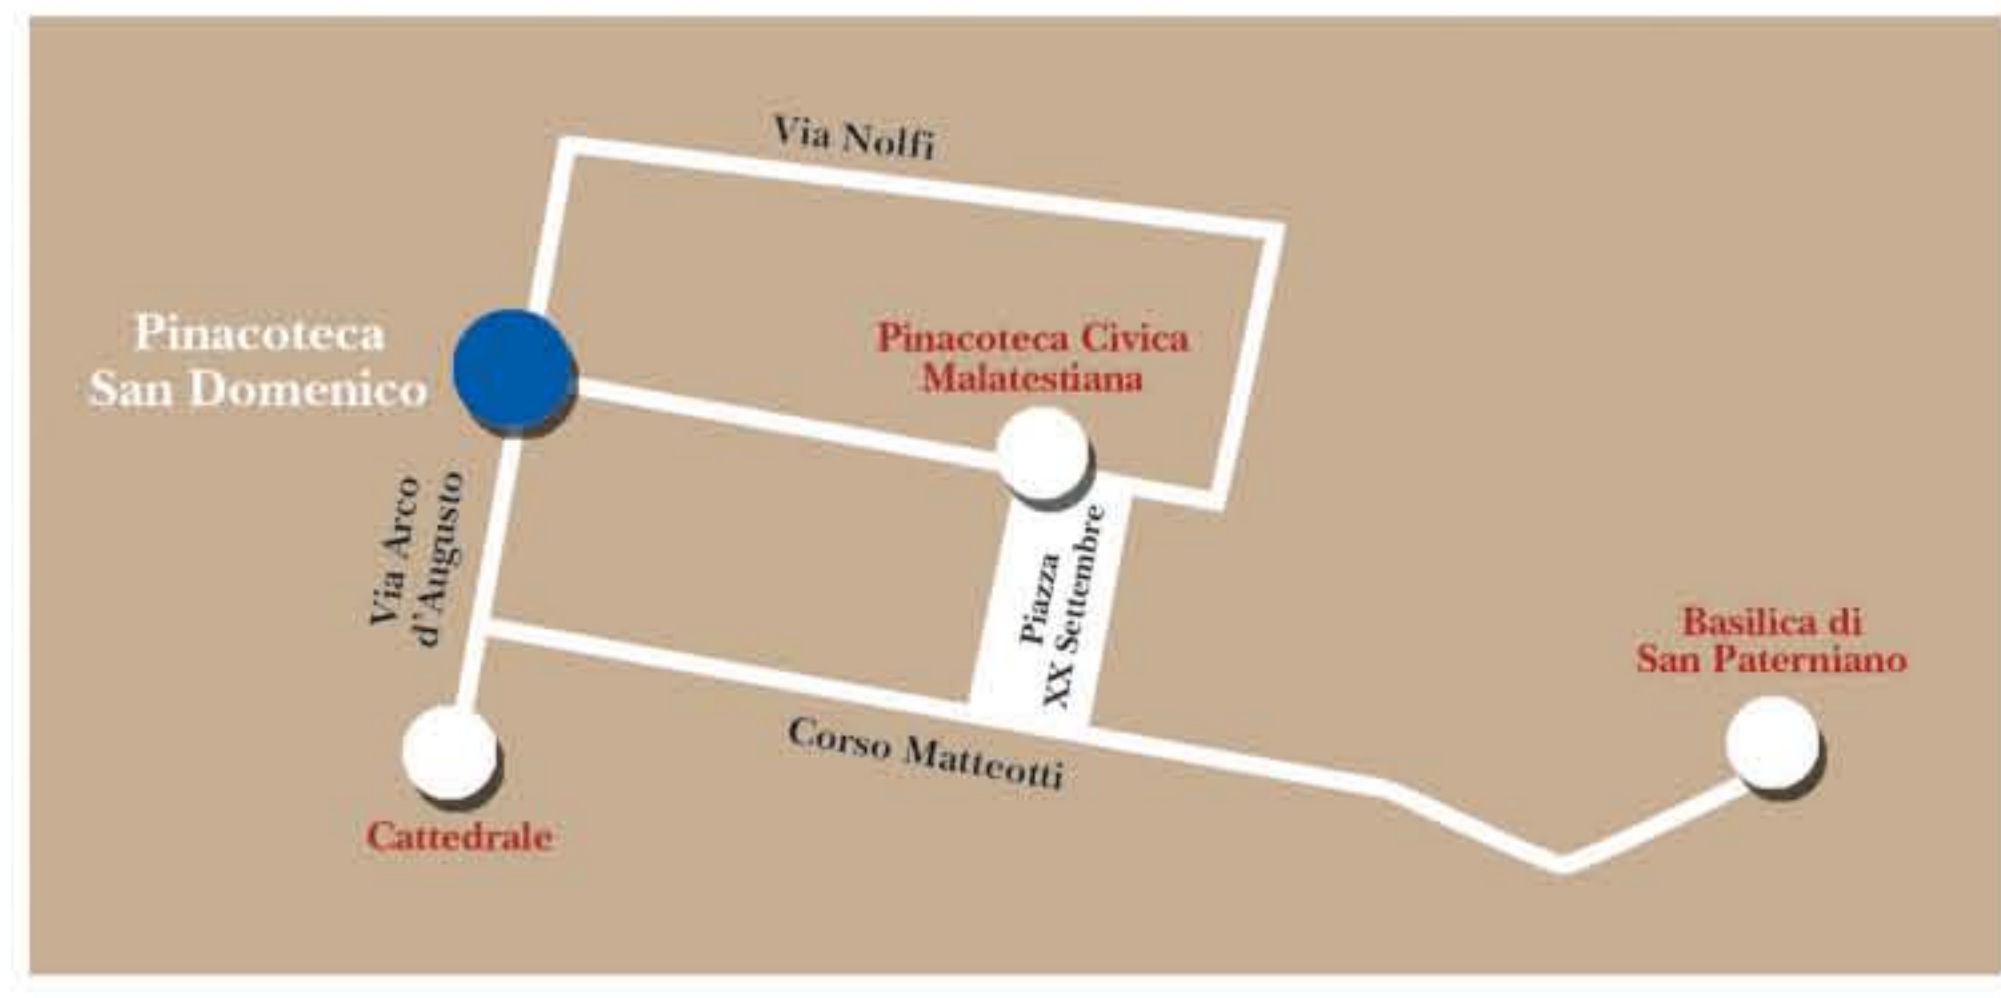 Via Nolfi
Pinacoteca
San Domenico
Pinacoteca Civica
Malatestiana
Via Arco
d'Augusto
Piazza
XX Settembre
Basilica di
San Paterniano
Corso Matteotti
Cattedrale